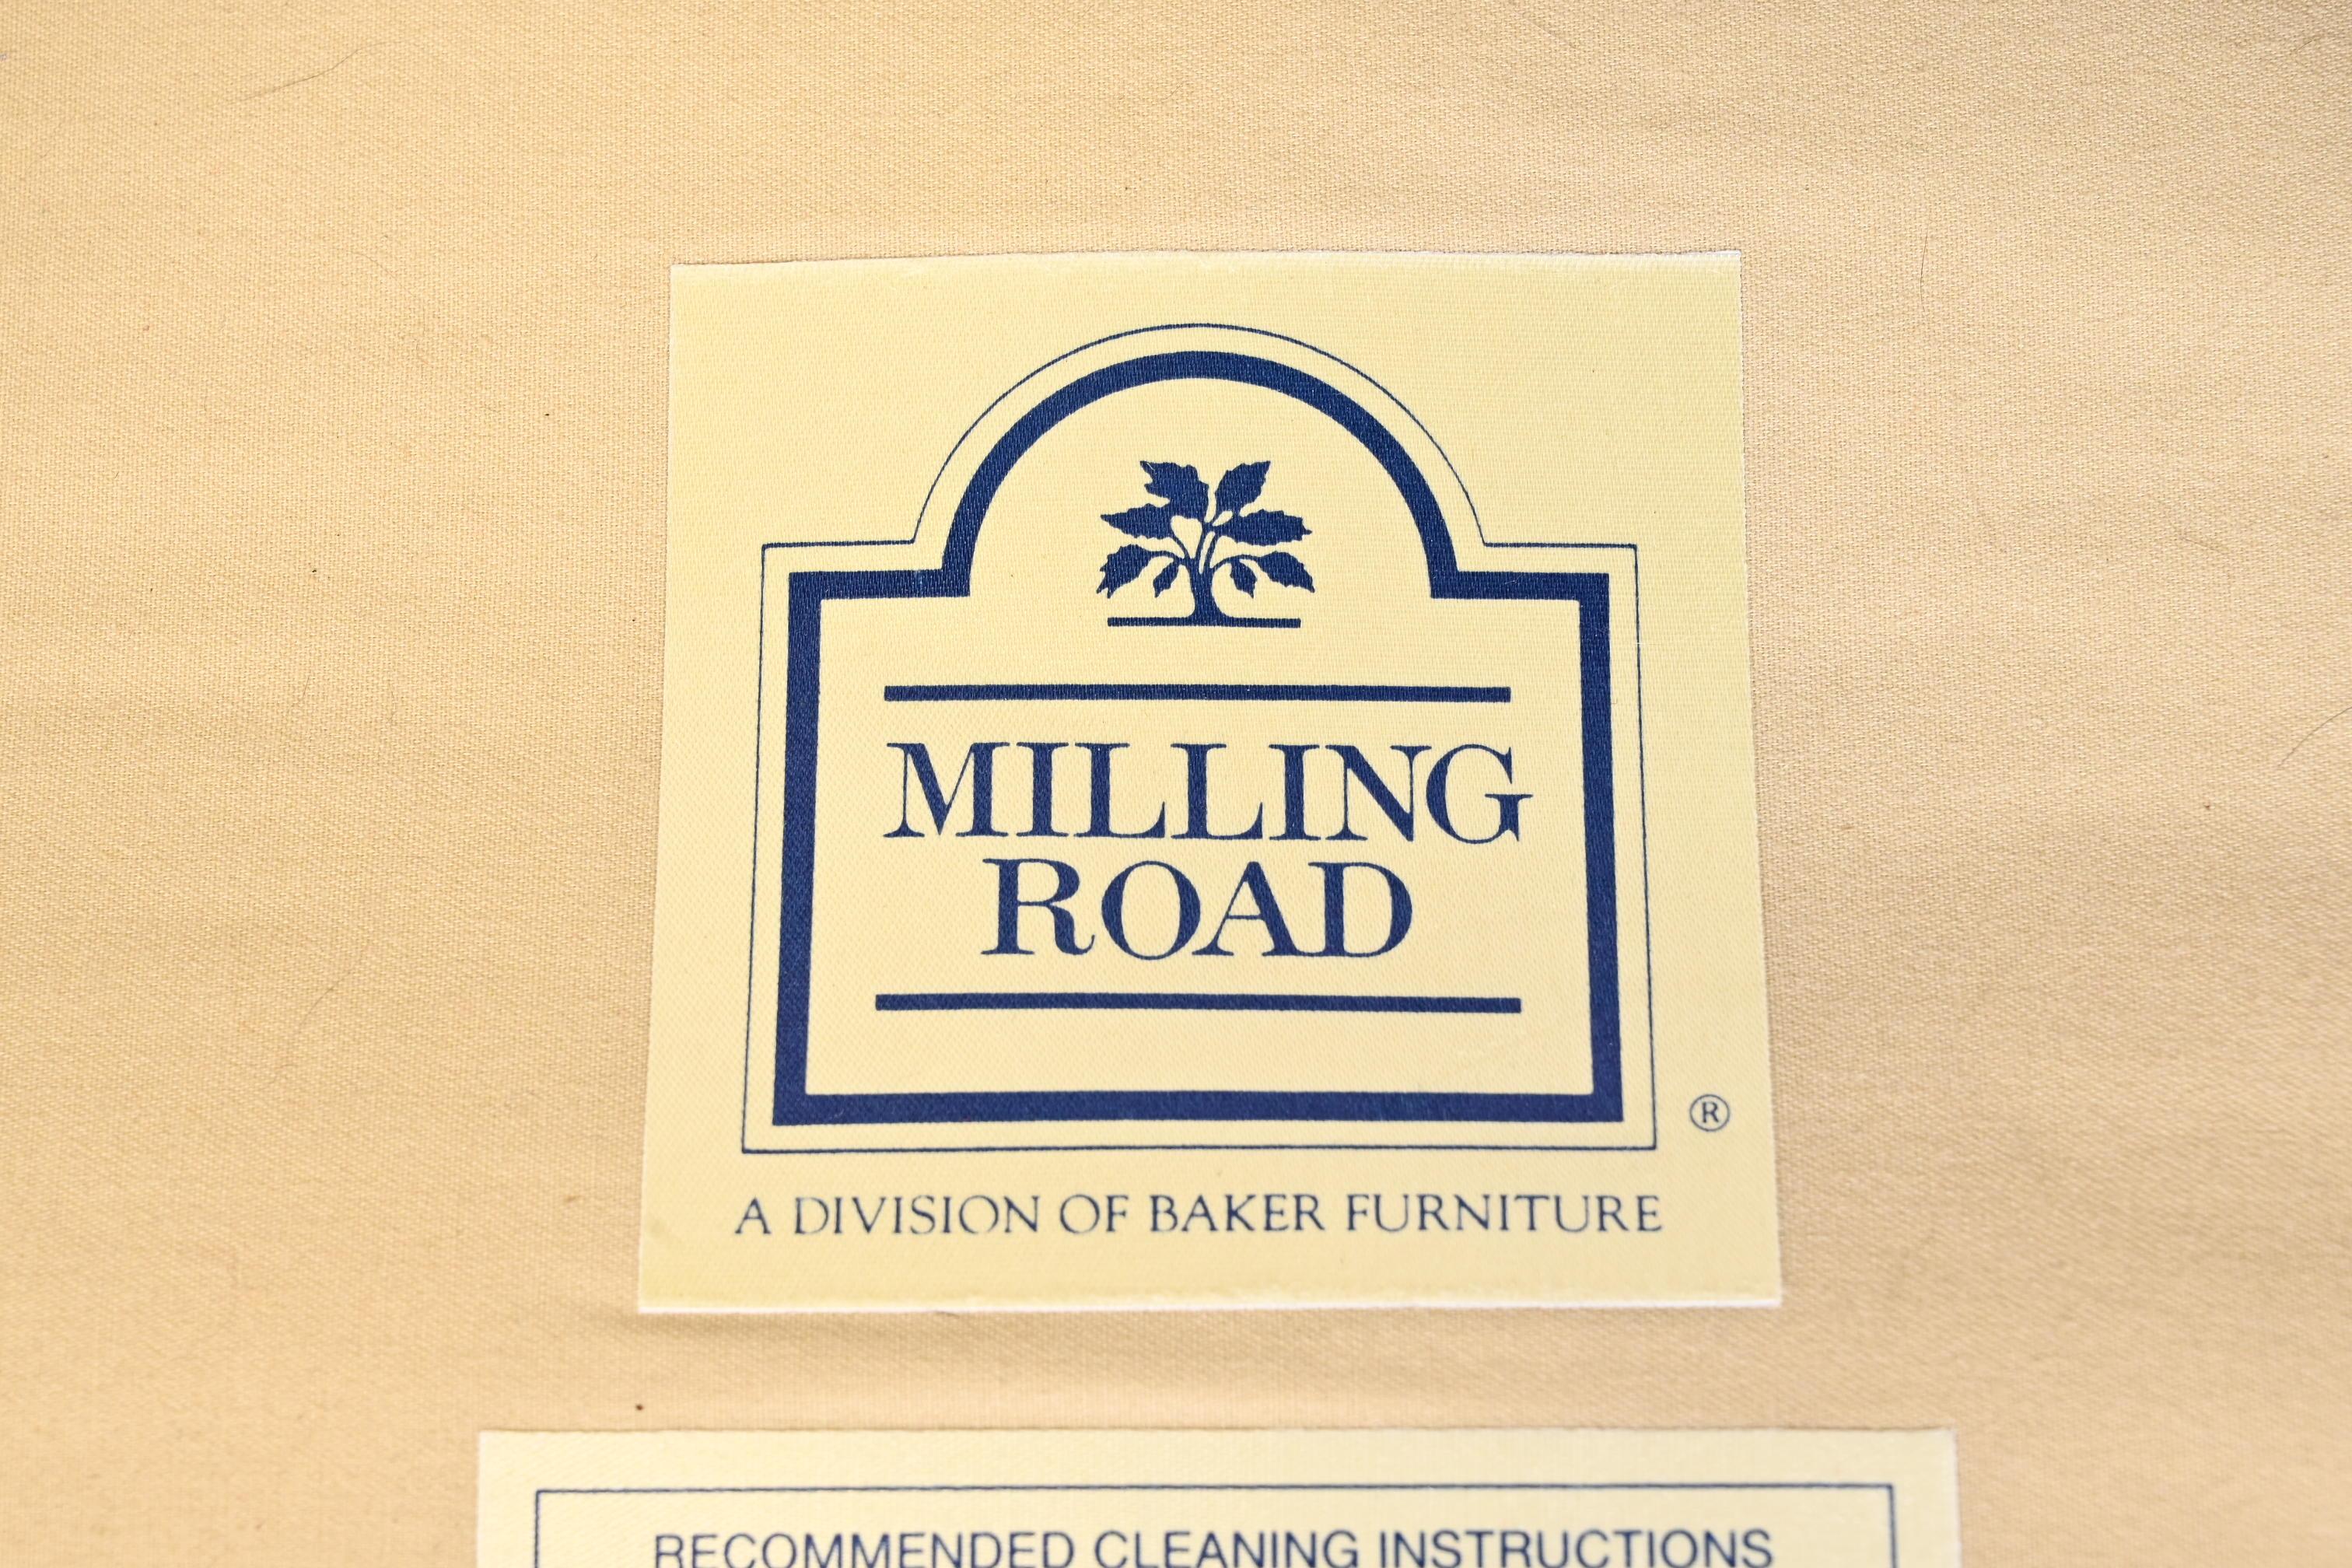 MILLING
ROAD
®
A DIVISION OF BAKER FURNITURE
RECOMMENDED CLEANING INSTRUCTIONS